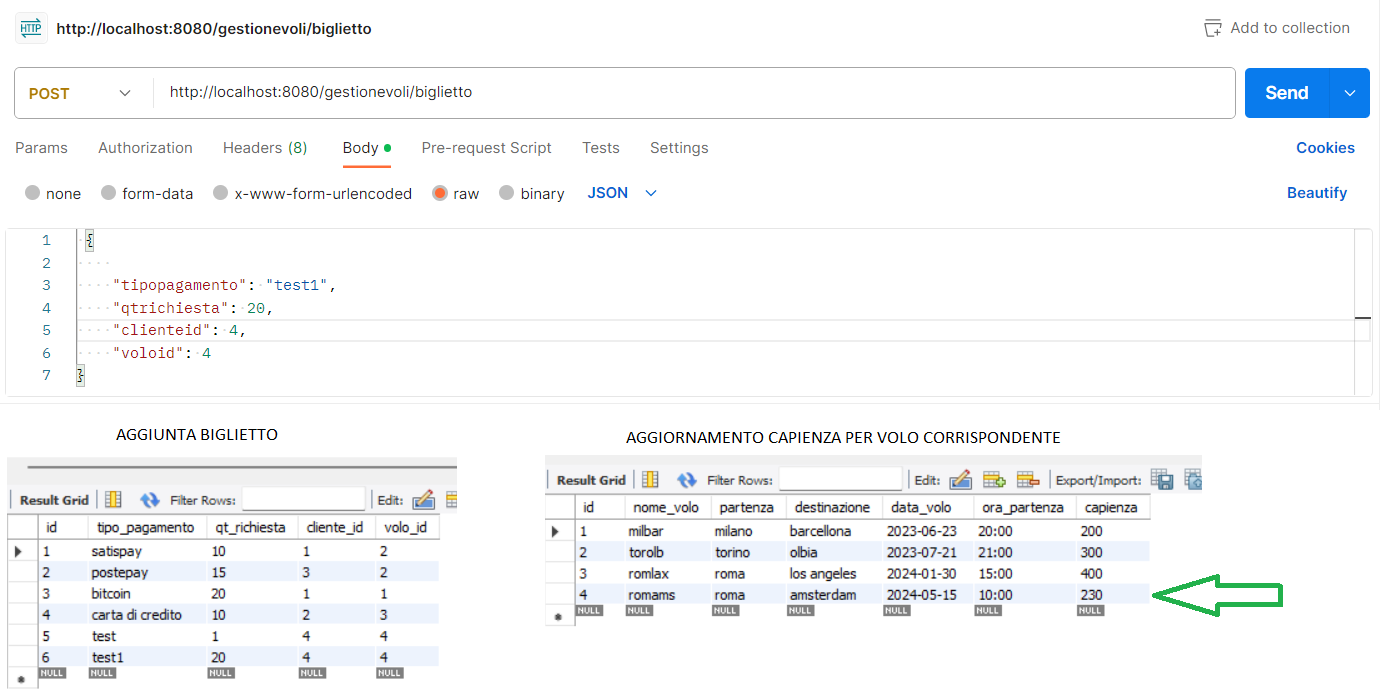 HTTP http://localhost:8080/gestionevoli/biglietto Add to collection
POST http://localhost:8080/gestionevoli/biglietto Send
Params Authorization Headers (8) Body Pre-request Script Tests Settings Cookies
none form-data x-www-form-urlencoded raw binary JSON Beautify
1 {
2
3 "tipopagamento": "test1",
4 "qtrichiesta": 20,
5 "clienteid": 4,
6 "voloid": 4
7 }
AGGIUNTA BIGLIETTO
Result Grid Filter Rows: Edit:
id tipo_pagamento qt_richiesta cliente_id volo_id
1 satispay 10 1 2
2 postepay 15 3 2
3 bitcoin 20 1 1
4 carta di credito 10 2 3
5 test 1 4 4
6 test1 20 4 4
NULL NULL NULL NULL NULL
AGGIORNAMENTO CAPIENZA PER VOLO CORRISPONDENTE
Result Grid Filter Rows: Edit: Export/Import:
id nome_volo partenza destinazione data_volo ora_partenza capienza
1 milbar milano barcellona 2023-06-23 20:00 200
2 torolb torino olbia 2023-07-21 21:00 300
3 romlax roma los angeles 2024-01-30 15:00 400
4 romams roma amsterdam 2024-05-15 10:00 230
NULL NULL NULL NULL NULL NULL NULL